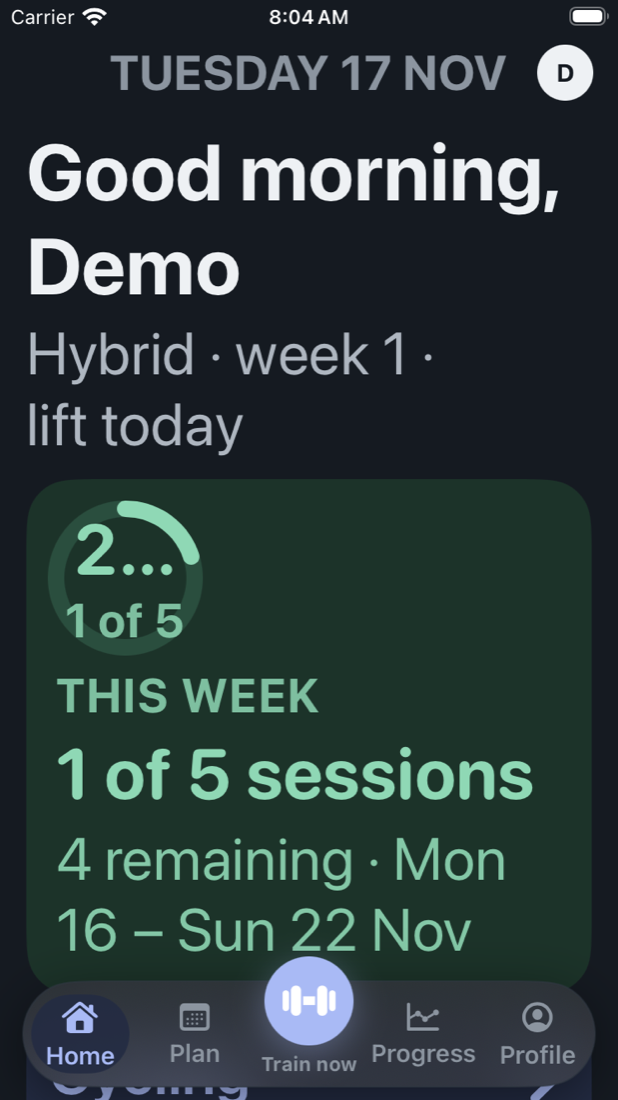 Carrier 8:04 AM
TUESDAY 17 NOV D
Good morning,
Demo
Hybrid · week 1 ·
lift today
2...
1 of 5
THIS WEEK
1 of 5 sessions
4 remaining · Mon
16 – Sun 22 Nov
Cycling
Home Plan Train now Progress Profile